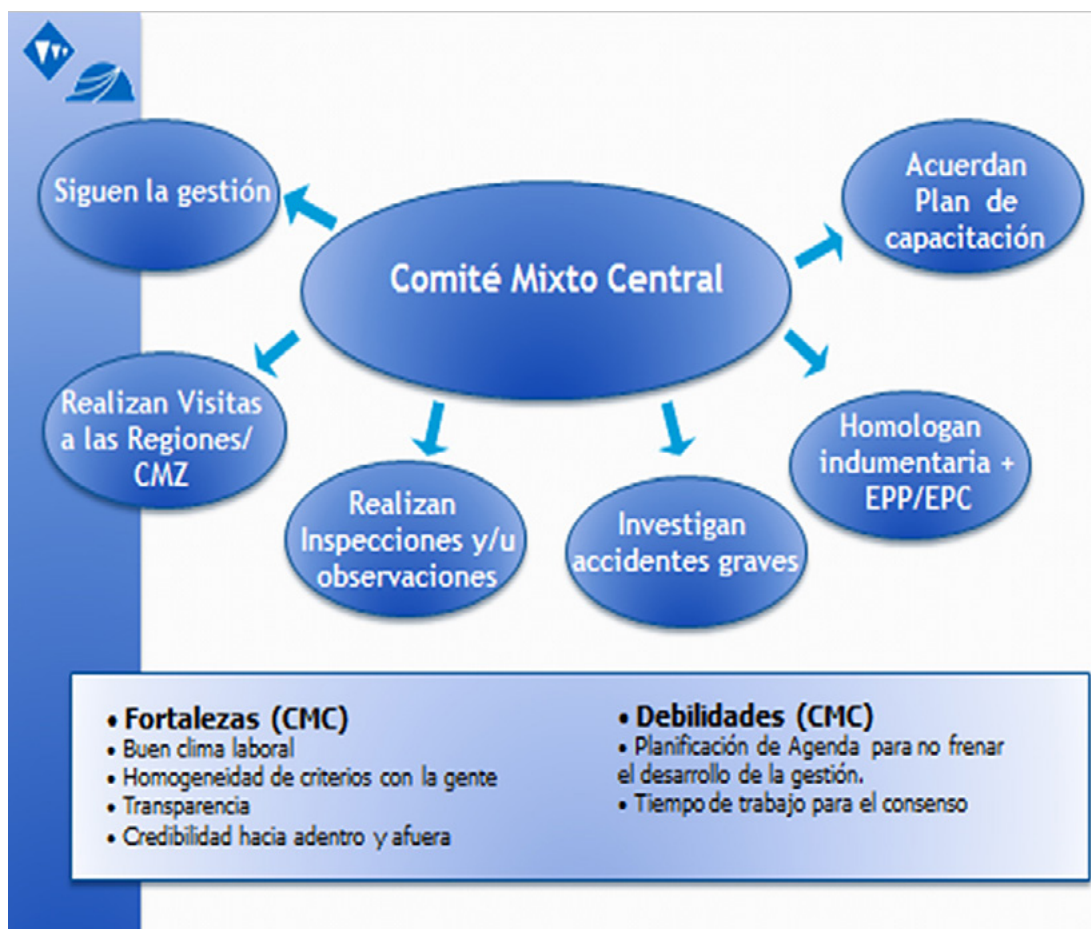 Siguen la gestión
Comité Mixto Central
Acuerdan
Plan de
capacitación
Realizan Visitas
a las Regiones/
CMZ
Realizan
Inspecciones y/u
observaciones
Investigan
accidentes graves
Homologan
indumentaria +
EPP/EPC
• Fortalezas (CMC)
• Buen clima laboral
• Homogeneidad de criterios con la gente
• Transparencia
• Credibilidad hacia adentro y afuera
• Debilidades (CMC)
• Planificación de Agenda para no frenar
el desarrollo de la gestión.
• Tiempo de trabajo para el consenso